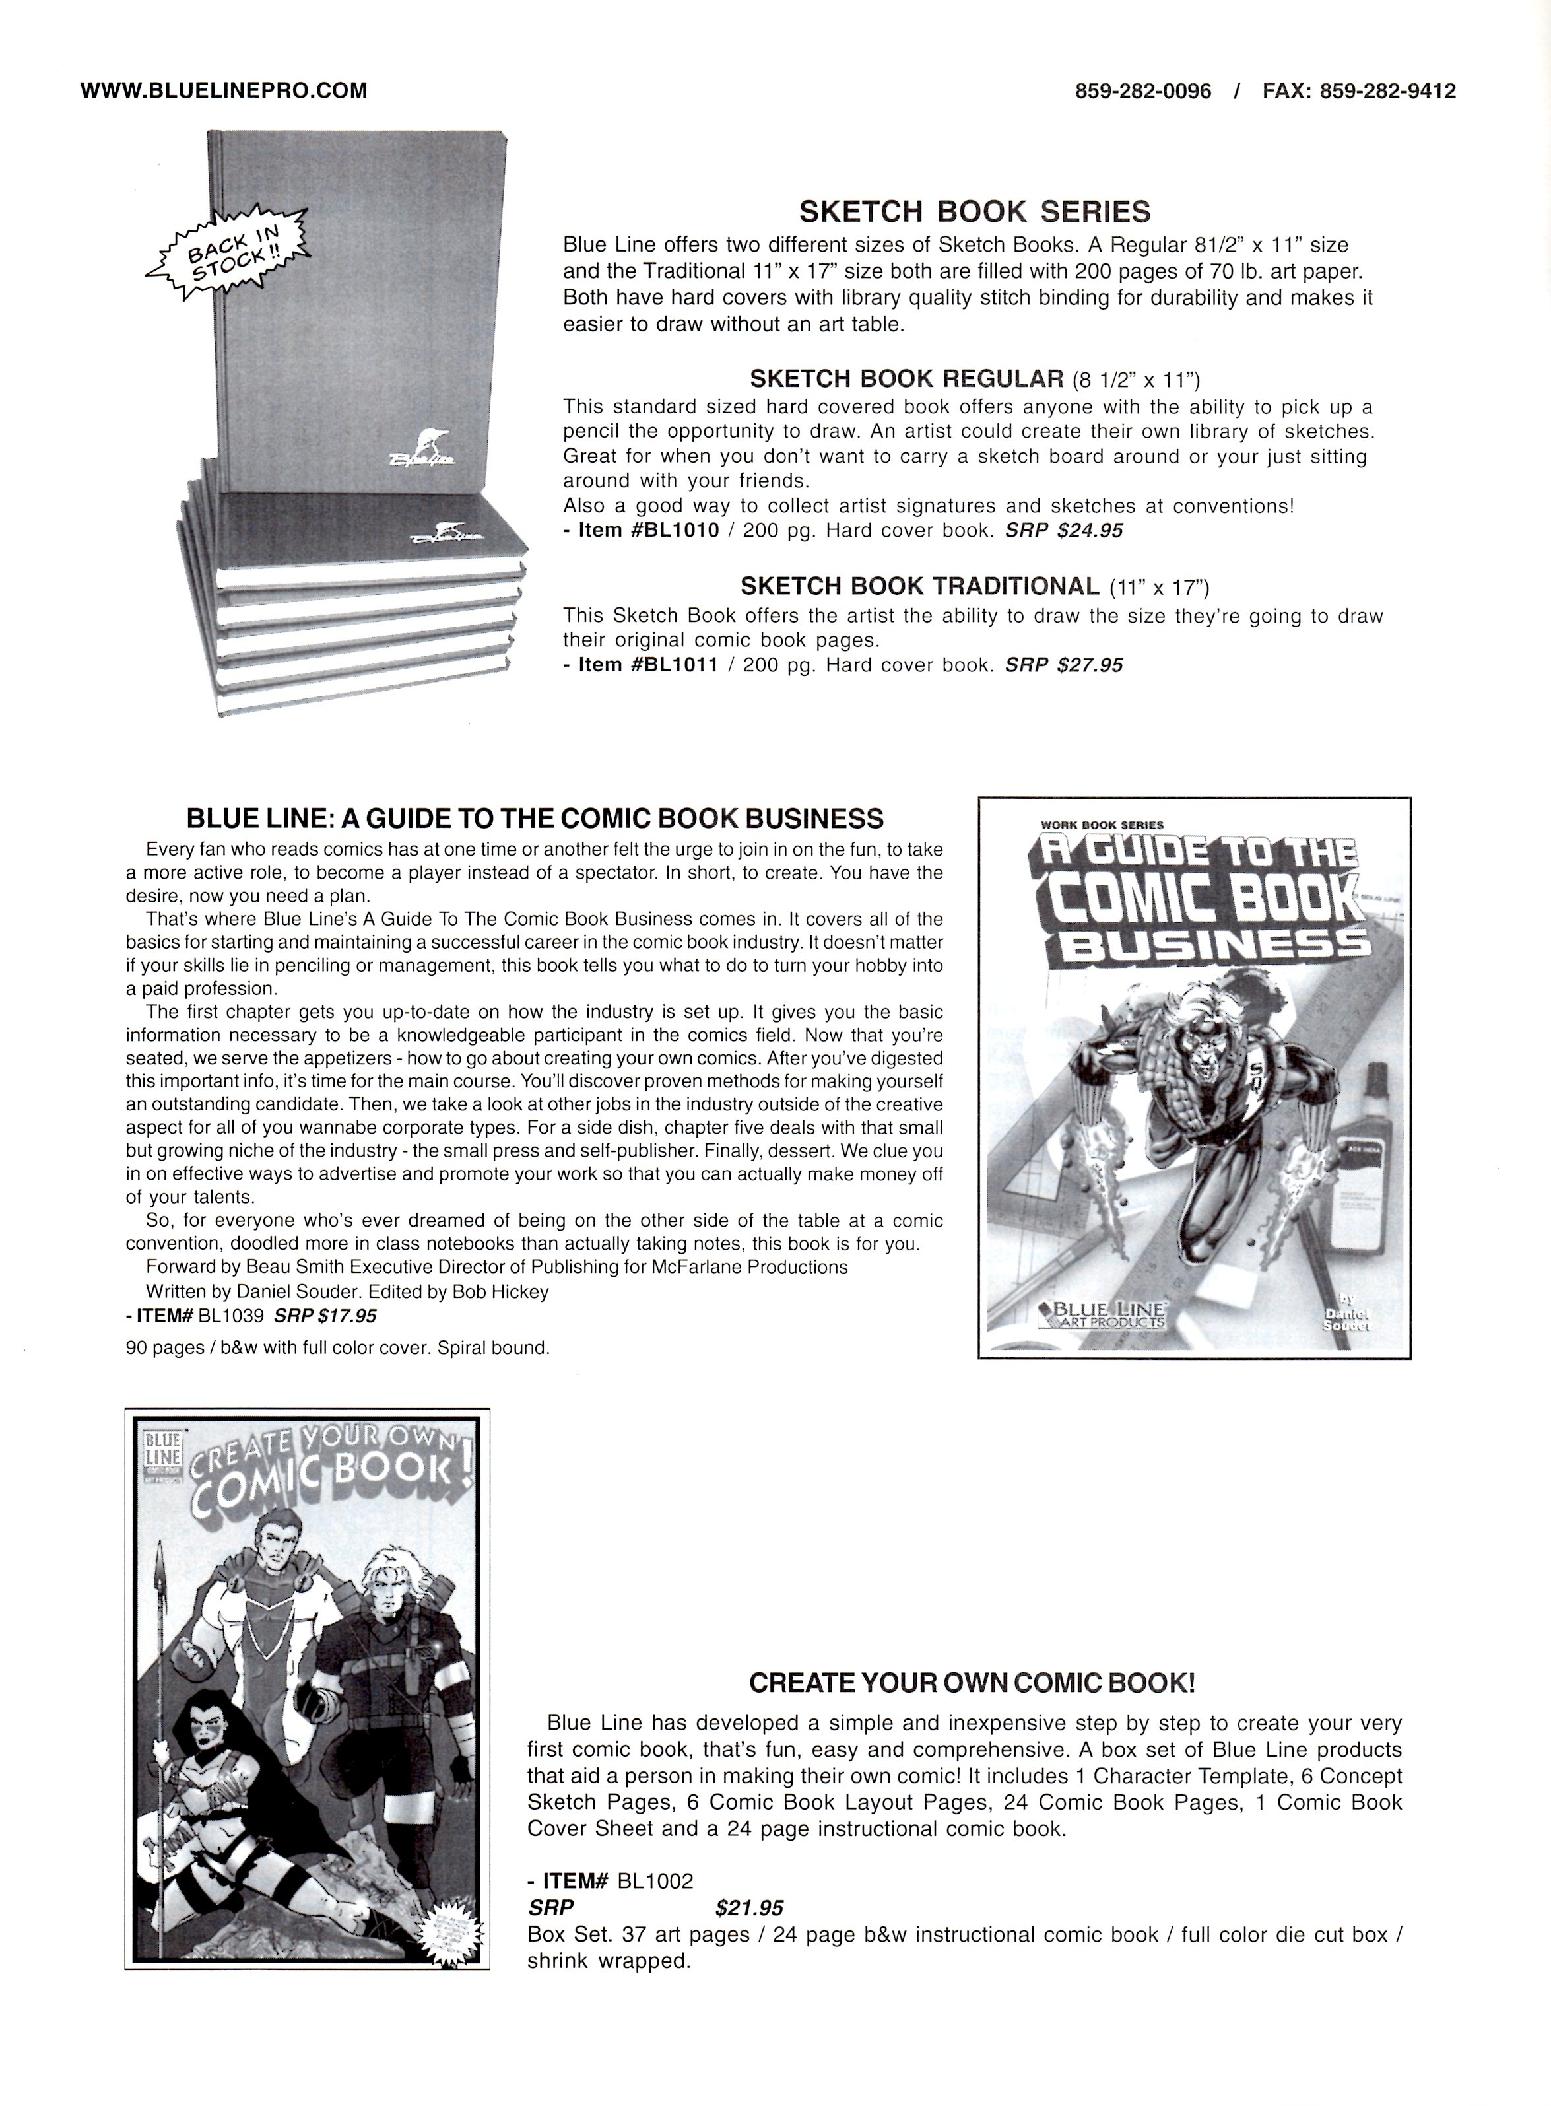 WWW.BLUELINEPRO.COM
859-282-0096 / FAX: 859-282-9412
BACK IN
STOCK!!
Blue Line
Blue Line
SKETCH BOOK SERIES
Blue Line offers two different sizes of Sketch Books. A Regular 81/2” x 11” size
and the Traditional 11” x 17” size both are filled with 200 pages of 70 lb. art paper.
Both have hard covers with library quality stitch binding for durability and makes it
easier to draw without an art table.
SKETCH BOOK REGULAR (8 1/2” x 11”)
This standard sized hard covered book offers anyone with the ability to pick up a
pencil the opportunity to draw. An artist could create their own library of sketches.
Great for when you don’t want to carry a sketch board around or your just sitting
around with your friends.
Also a good way to collect artist signatures and sketches at conventions!
- Item #BL1010 / 200 pg. Hard cover book. SRP $24.95
SKETCH BOOK TRADITIONAL (11” x 17”)
This Sketch Book offers the artist the ability to draw the size they’re going to draw
their original comic book pages.
- Item #BL1011 / 200 pg. Hard cover book. SRP $27.95
BLUE LINE: A GUIDE TO THE COMIC BOOK BUSINESS
Every fan who reads comics has at one time or another felt the urge to join in on the fun, to take
a more active role, to become a player instead of a spectator. In short, to create. You have the
desire, now you need a plan.
That’s where Blue Line’s A Guide To The Comic Book Business comes in. It covers all of the
basics for starting and maintaining a successful career in the comic book industry. It doesn’t matter
if your skills lie in penciling or management, this book tells you what to do to turn your hobby into
a paid profession.
The first chapter gets you up-to-date on how the industry is set up. It gives you the basic
information necessary to be a knowledgeable participant in the comics field. Now that you’re
seated, we serve the appetizers - how to go about creating your own comics. After you’ve digested
this important info, it’s time for the main course. You’ll discover proven methods for making yourself
an outstanding candidate. Then, we take a look at other jobs in the industry outside of the creative
aspect for all of you wannabe corporate types. For a side dish, chapter five deals with that small
but growing niche of the industry - the small press and self-publisher. Finally, dessert. We clue you
in on effective ways to advertise and promote your work so that you can actually make money off
of your talents.
So, for everyone who’s ever dreamed of being on the other side of the table at a comic
convention, doodled more in class notebooks than actually taking notes, this book is for you.
Forward by Beau Smith Executive Director of Publishing for McFarlane Productions
Written by Daniel Souder. Edited by Bob Hickey
- ITEM# BL1039 SRP $17.95
90 pages / b&w with full color cover. Spiral bound.
WORK BOOK SERIES
A GUIDE TO THE
COMIC BOOK
BUSINESS
BLUE LINE
ART PRODUCTS
by
Daniel
Souder
BLUE
LINE
CREATE YOUR OWN
COMIC BOOK!
CREATE YOUR OWN COMIC BOOK!
Blue Line has developed a simple and inexpensive step by step to create your very
first comic book, that’s fun, easy and comprehensive. A box set of Blue Line products
that aid a person in making their own comic! It includes 1 Character Template, 6 Concept
Sketch Pages, 6 Comic Book Layout Pages, 24 Comic Book Pages, 1 Comic Book
Cover Sheet and a 24 page instructional comic book.
- ITEM# BL1002
SRP $21.95
Box Set. 37 art pages / 24 page b&w instructional comic book / full color die cut box /
shrink wrapped.